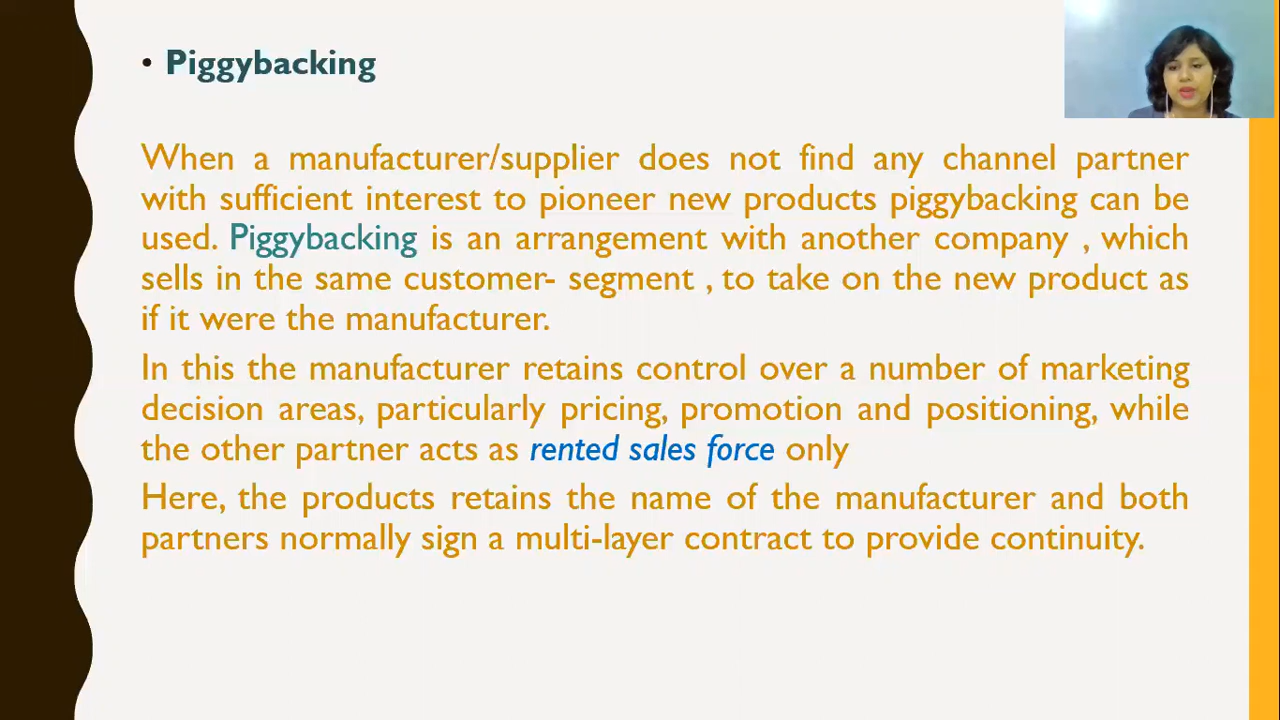 • Piggybacking
When a manufacturer/supplier does not find any channel partner
with sufficient interest to pioneer new products piggybacking can be
used. Piggybacking is an arrangement with another company , which
sells in the same customer- segment , to take on the new product as
if it were the manufacturer.
In this the manufacturer retains control over a number of marketing
decision areas, particularly pricing, promotion and positioning, while
the other partner acts as rented sales force only
Here, the products retains the name of the manufacturer and both
partners normally sign a multi-layer contract to provide continuity.